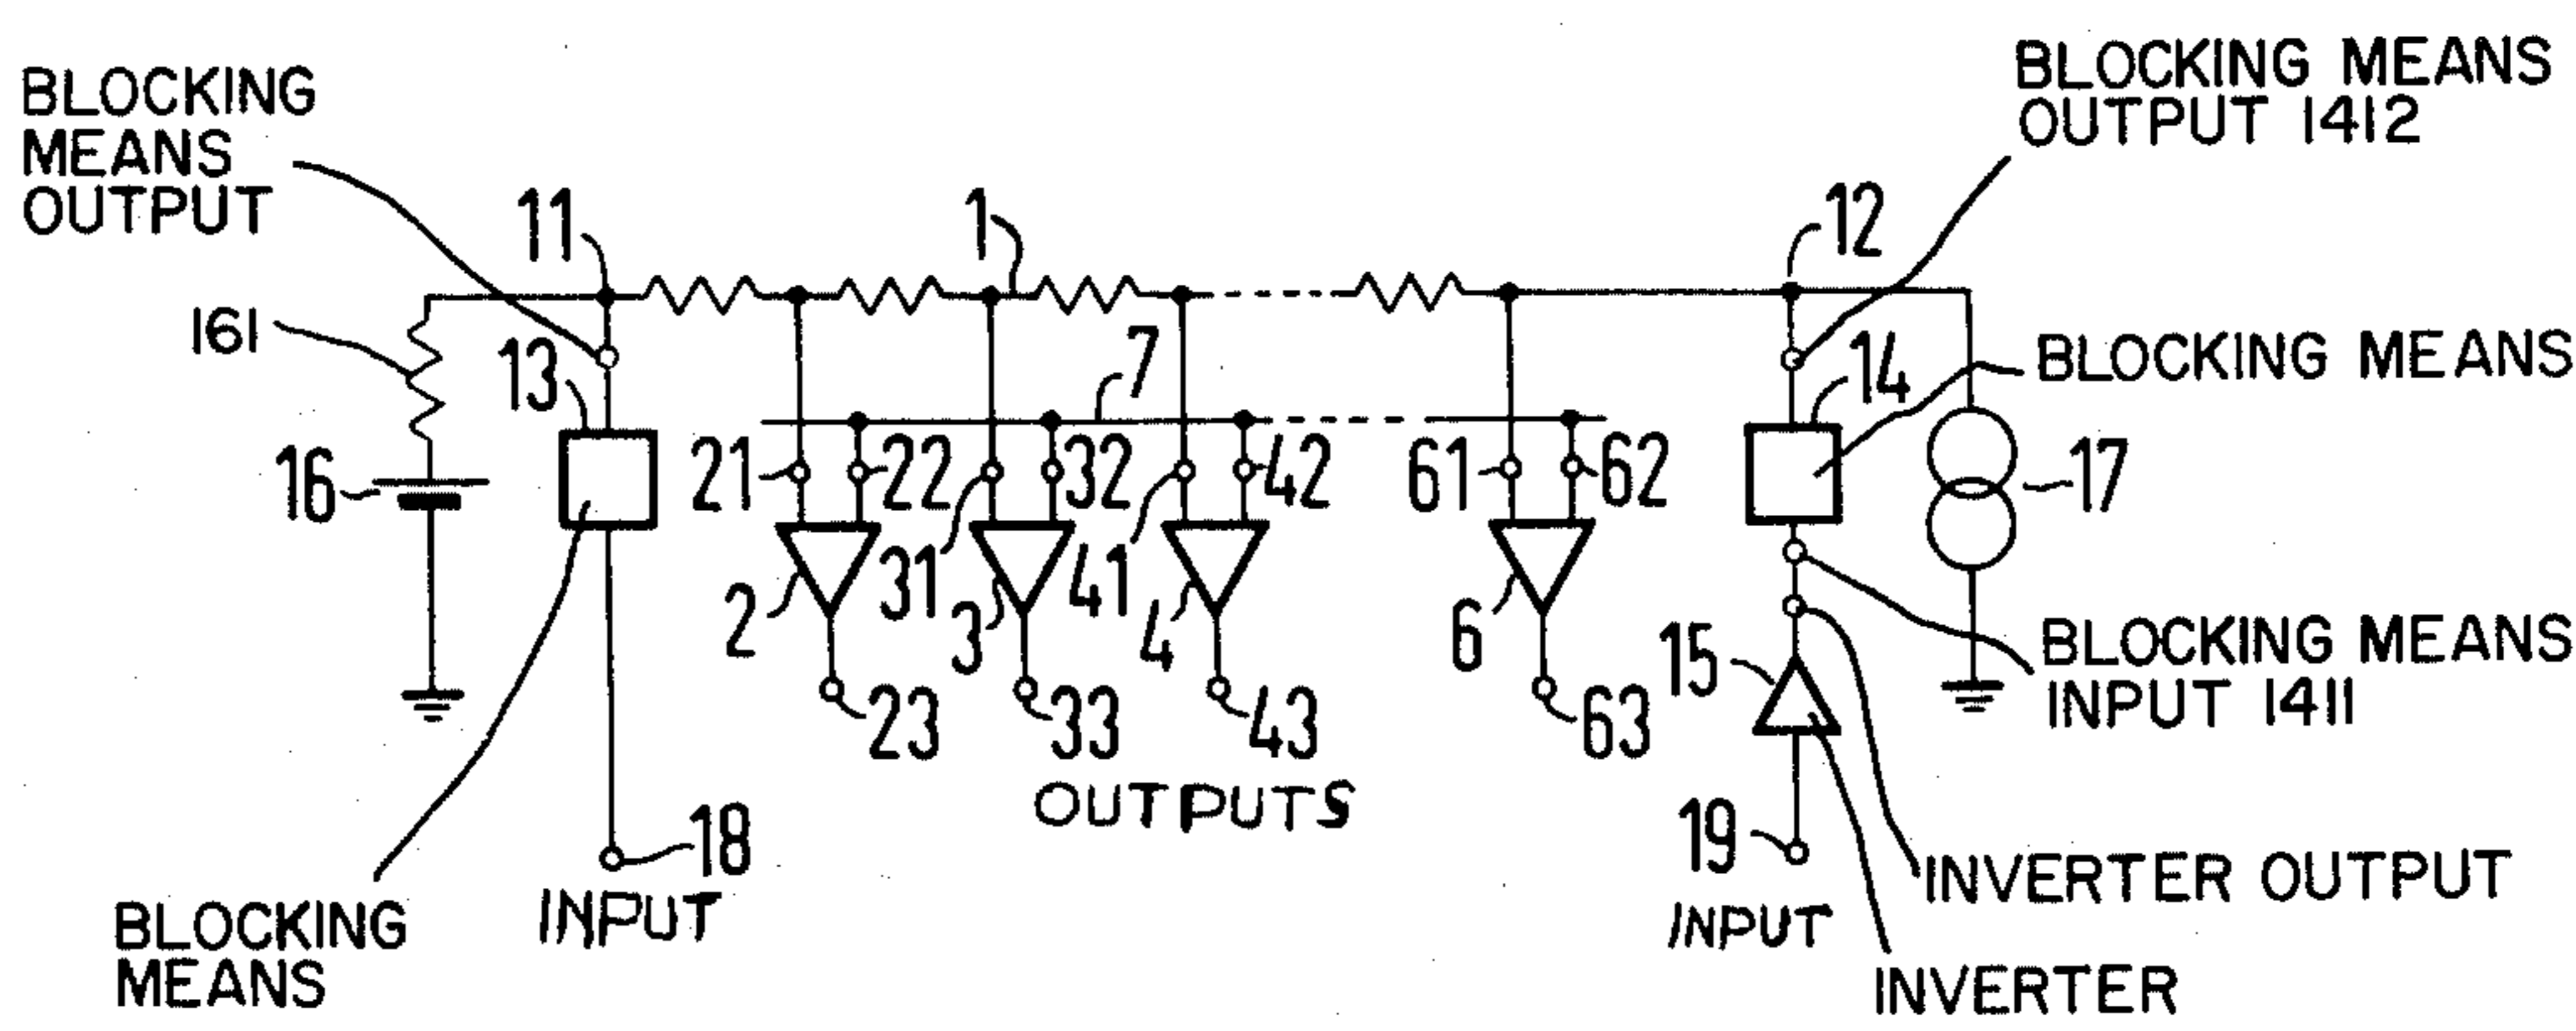 BLOCKING
MEANS
OUTPUT
BLOCKING MEANS
OUTPUT 1412
11
1
12
161
13
7
14
BLOCKING MEANS
16
21
22
31
32
41
42
61
62
17
2
3
4
6
15
BLOCKING MEANS
INPUT 1411
23
33
43
63
OUTPUTS
18
INPUT
19
INPUT
INVERTER OUTPUT
INVERTER
BLOCKING
MEANS